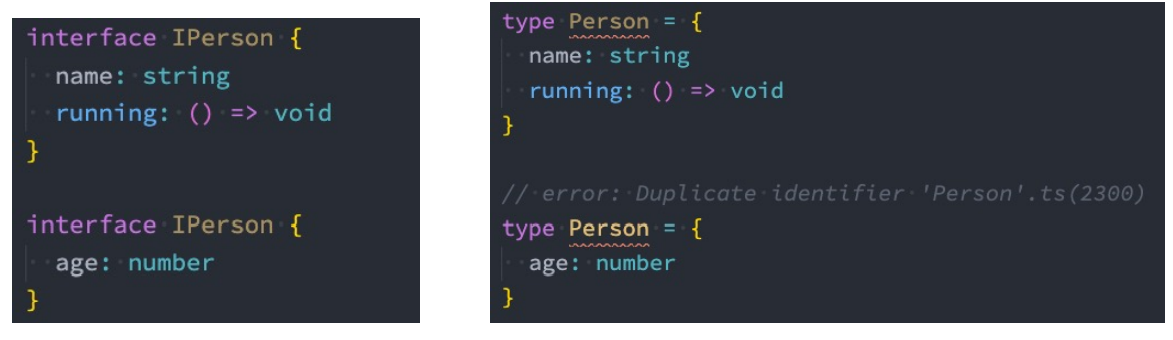 interface IPerson {
  name: string
  running: () => void
}
interface IPerson {
  age: number
}
type Person = {
  name: string
  running: () => void
}
// error: Duplicate identifier 'Person'.ts(2300)
type Person = {
  age: number
}